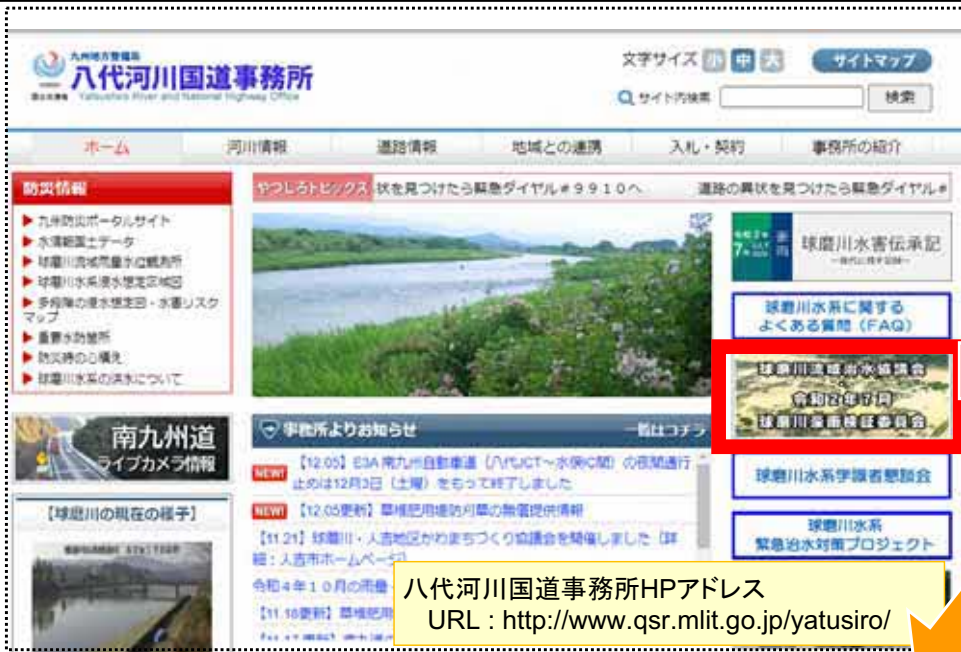 九州地方整備局
八代河川国道事務所
Yatsushiro River and National Highway Office
国土交通省
文字サイズ 小 中 大
サイトマップ
サイト内検索
検索
ホーム
河川情報
道路情報
地域との連携
入札・契約
事務所の紹介
防災情報
九州防災ポータルサイト
水情報国土データ
球磨川流域雨量水位観測所
球磨川水系浸水想定区域図
多段階の浸水想定図・水害リスク
マップ
重要水防箇所
防災時の心構え
球磨川水系の洪水について
やつしろトピックス
状を見つけたら緊急ダイヤル#9910へ
道路の異状を見つけたら緊急ダイヤル#
令和2年
7月
豪雨
球磨川水害伝承記
球磨川水系に関する
よくある質問（FAQ）
球磨川流域治水協議会
令和2年7月
球磨川豪雨検証委員会
球磨川水系学識者懇談会
球磨川水系
緊急治水対策プロジェクト
南九州道
ライブカメラ情報
【球磨川の現在の様子】
事務所よりお知らせ
一覧はコチラ
NEW! 【12.05】E3A 南九州自動車道（八代JCT～水俣IC間）の夜間通行
止めは12月3日（土曜）をもって終了しました
NEW! 【12.05更新】草堆肥用堤防刈草の無償提供情報
【11.21】球磨川・人吉地区かわまちづくり協議会を開催しました（詳
細：人吉市ホームページ）
令和4年10月の雨量
【11.18更新】草堆肥用
八代河川国道事務所HPアドレス
URL : http://www.qsr.mlit.go.jp/yatusiro/